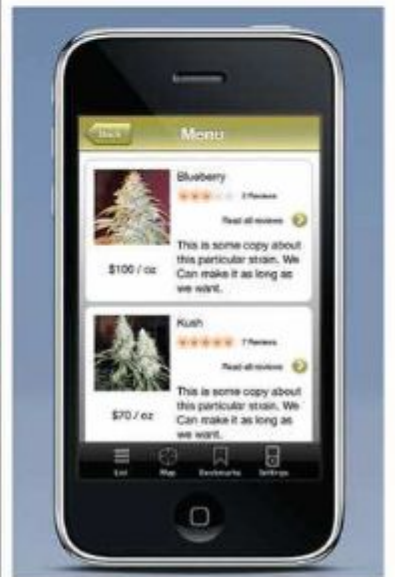 Back
Menu
Blueberry
3 Reviews
Read all reviews
This is some copy about
this particular strain. We
Can make it as long as
we want.
$100 / oz
Kush
7 Reviews
Read all reviews
This is some copy about
this particular strain. We
Can make it as long as
we want.
$70 / oz
List
Map
Bookmarks
Settings